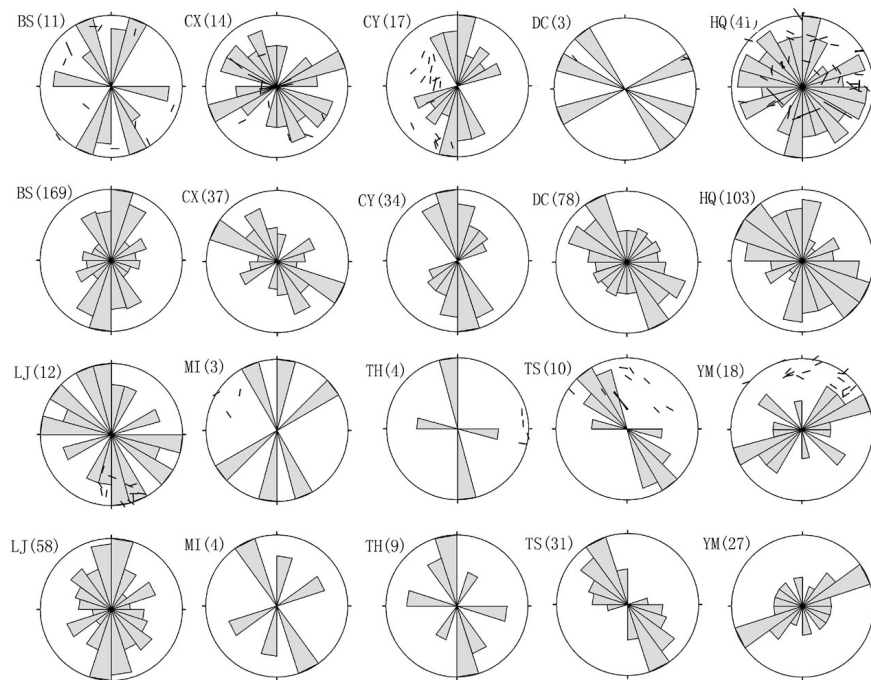 BS(11) CX(14) CY(17) DC(3) HQ(41)
BS(169) CX(37) CY(34) DC(78) HQ(103)
LJ(12) MI(3) TH(4) TS(10) YM(18)
LJ(58) MI(4) TH(9) TS(31) YM(27)